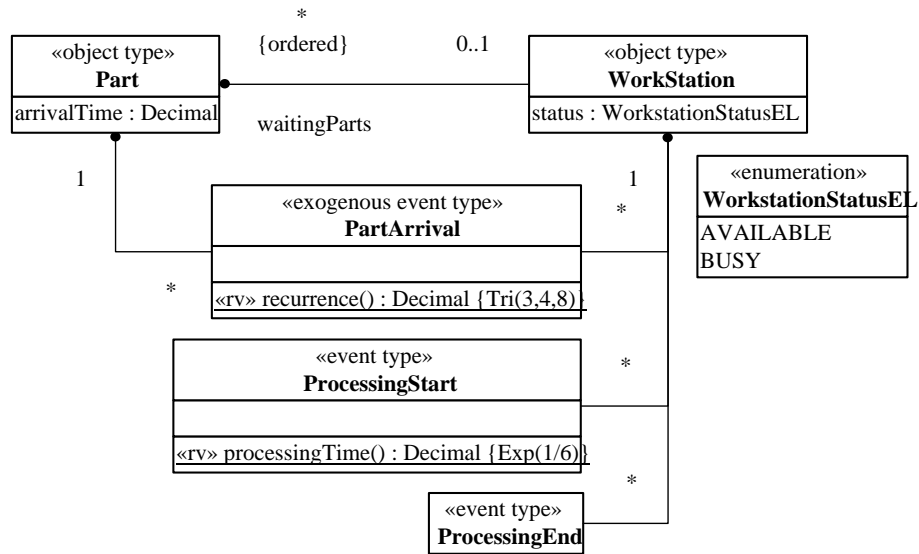 *
{ordered}
0..1
«object type»
Part
arrivalTime : Decimal
«object type»
WorkStation
status : WorkstationStatusEL
waitingParts
1
1
«enumeration»
WorkstationStatusEL
AVAILABLE
BUSY
«exogenous event type»
PartArrival
*
*
«rv» recurrence() : Decimal {Tri(3,4,8)}
«event type»
ProcessingStart
*
«rv» processingTime() : Decimal {Exp(1/6)}
*
«event type»
ProcessingEnd